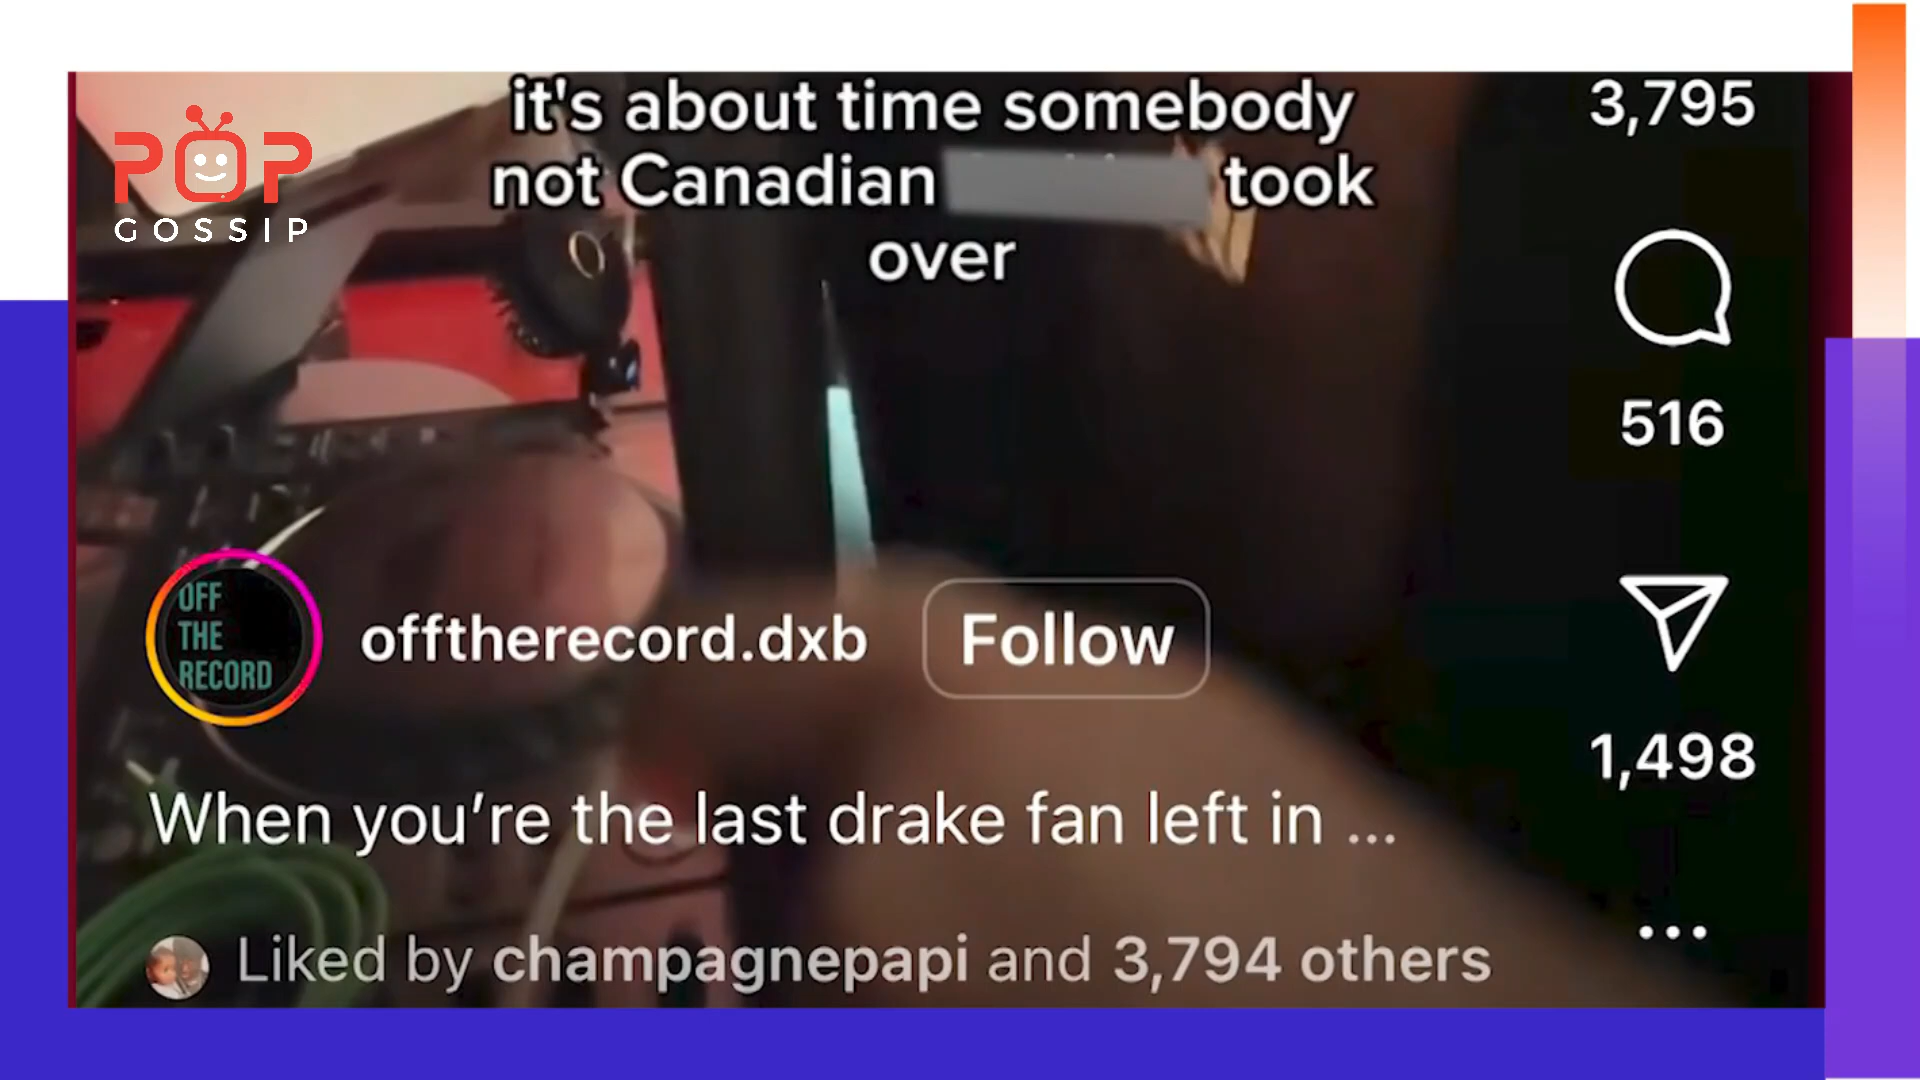 POP
GOSSIP
it's about time somebody
not Canadian took
over
3,795
516
OFF
THE
RECORD
offtherecord.dxb
Follow
1,498
When you’re the last drake fan left in ...
Liked by champagnepapi and 3,794 others